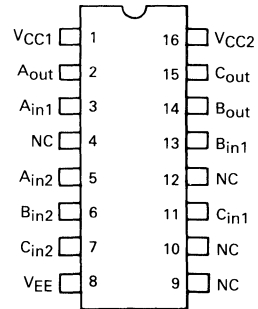 VCC1 1 16 VCC2
Aout 2 15 Cout
Ain1 3 14 Bout
NC 4 13 Bin1
Ain2 5 12 NC
Bin2 6 11 Cin1
Cin2 7 10 NC
VEE 8 9 NC